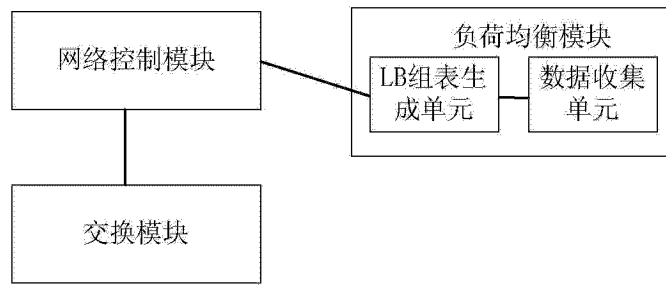 网络控制模块
负荷均衡模块
LB组表生
成单元
数据收集
单元
交换模块